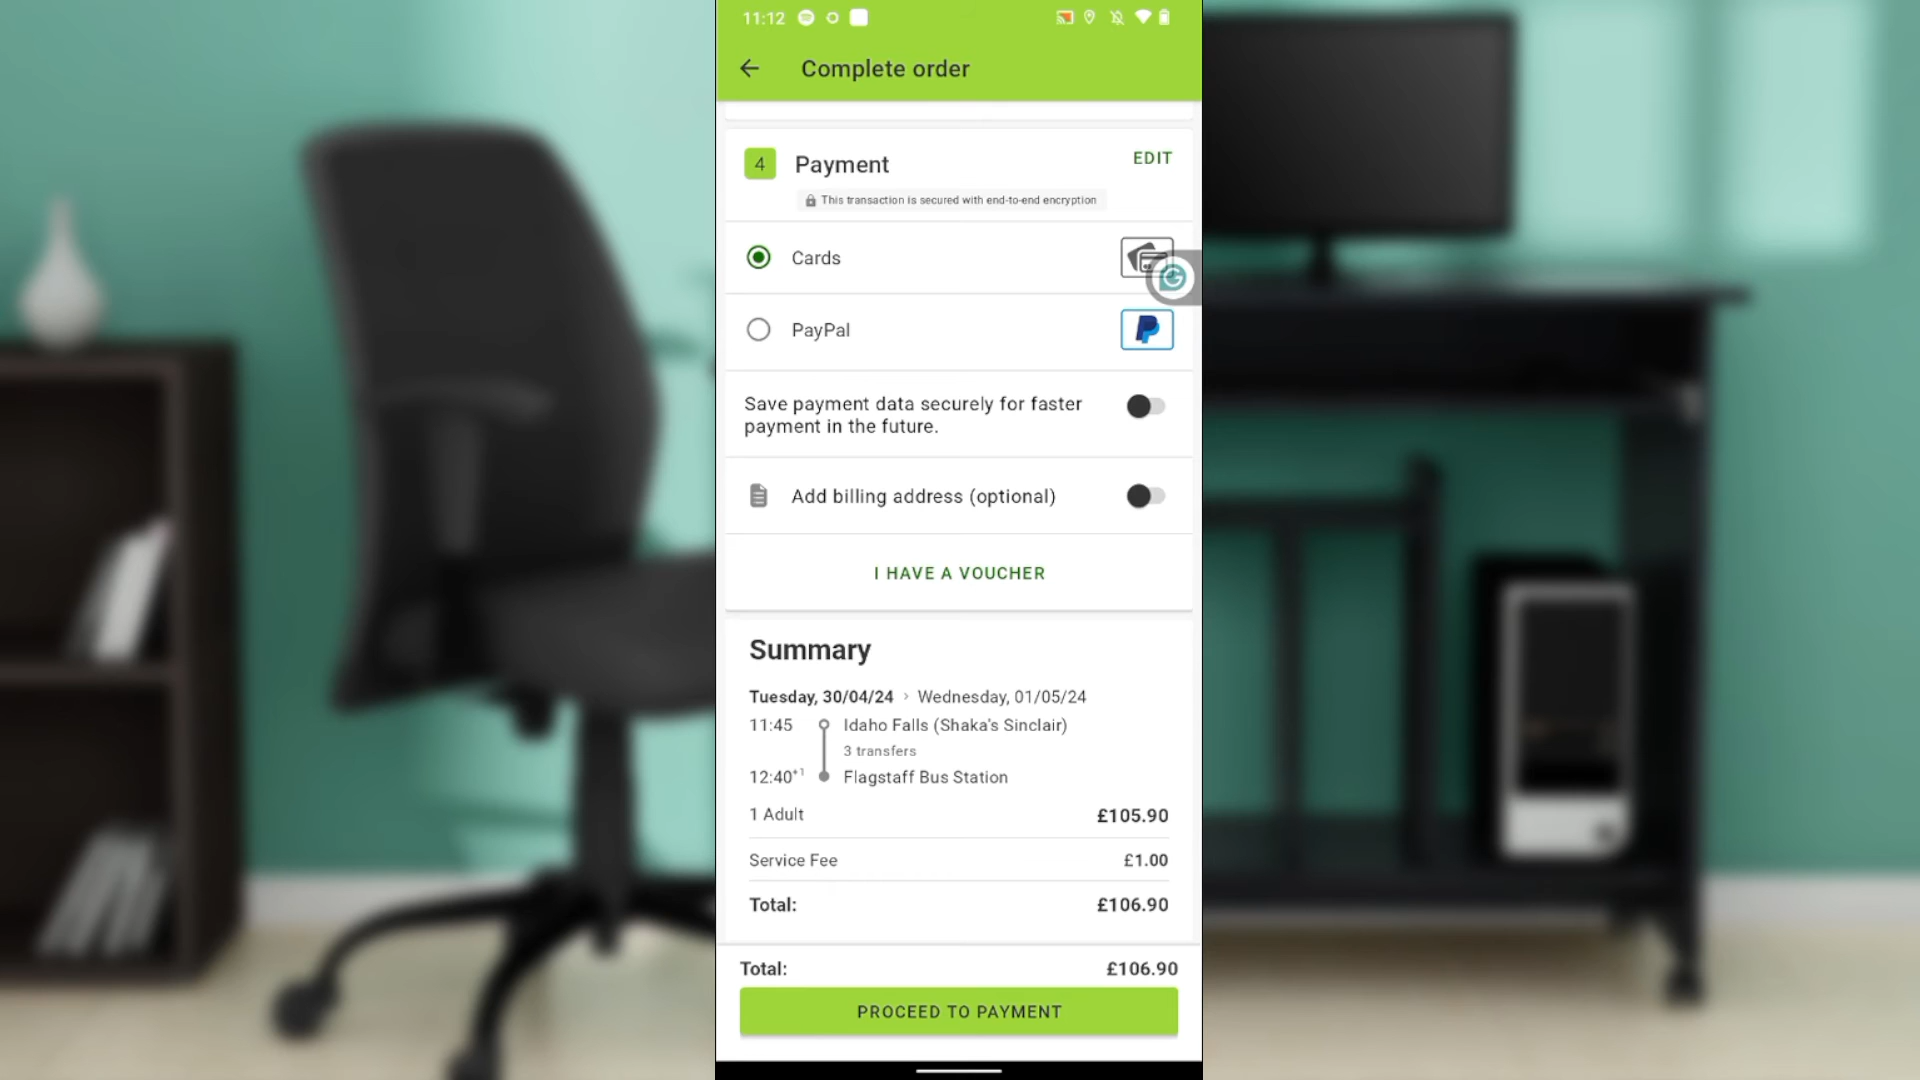 11:12
Complete order
4 Payment EDIT
This transaction is secured with end-to-end encryption
Cards
PayPal
Save payment data securely for faster
payment in the future.
Add billing address (optional)
I HAVE A VOUCHER
Summary
Tuesday, 30/04/24 > Wednesday, 01/05/24
11:45 Idaho Falls (Shaka's Sinclair)
3 transfers
12:40+1 Flagstaff Bus Station
1 Adult £105.90
Service Fee £1.00
Total: £106.90
Total: £106.90
PROCEED TO PAYMENT